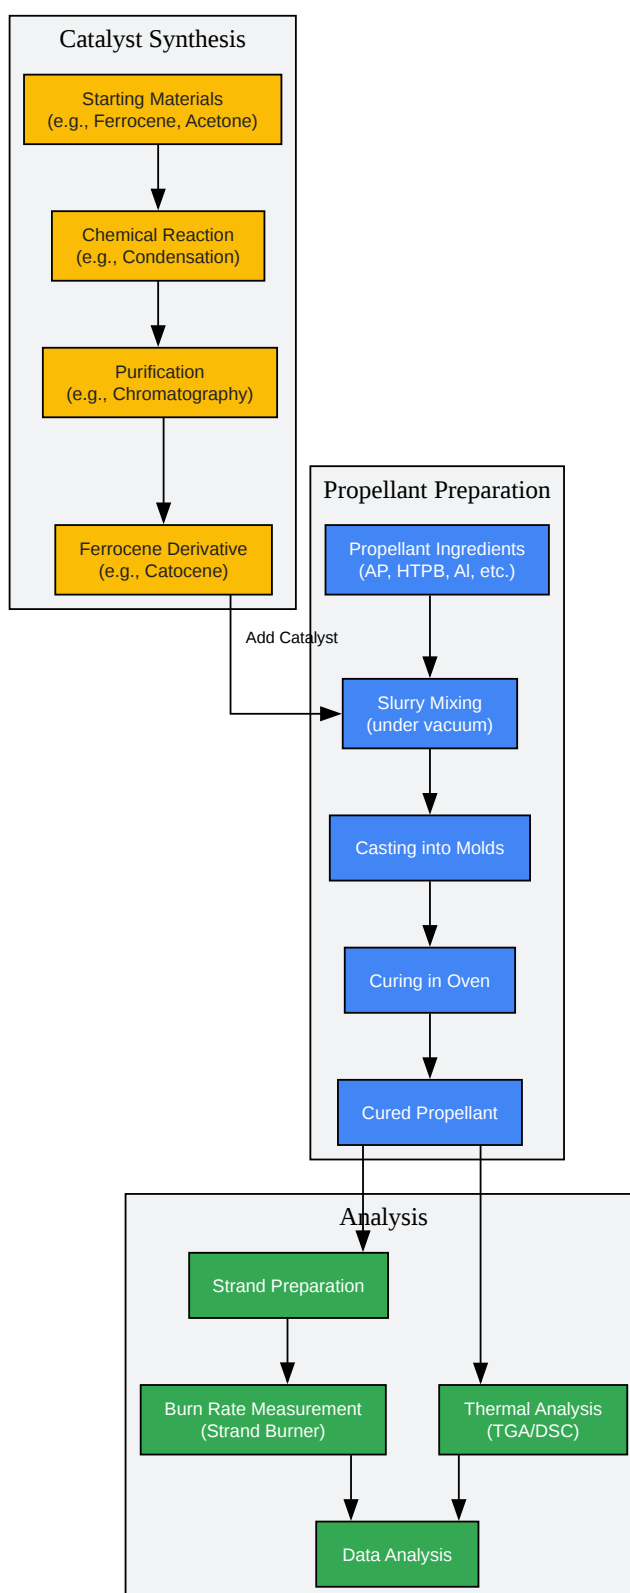 Catalyst Synthesis
Starting Materials
(e.g., Ferrocene, Acetone)
Chemical Reaction
(e.g., Condensation)
Purification
(e.g., Chromatography)
Ferrocene Derivative
(e.g., Catocene)
Propellant Preparation
Propellant Ingredients
(AP, HTPB, Al, etc.)
Add Catalyst
Slurry Mixing
(under vacuum)
Casting into Molds
Curing in Oven
Cured Propellant
Analysis
Strand Preparation
Burn Rate Measurement
(Strand Burner)
Thermal Analysis
(TGA/DSC)
Data Analysis